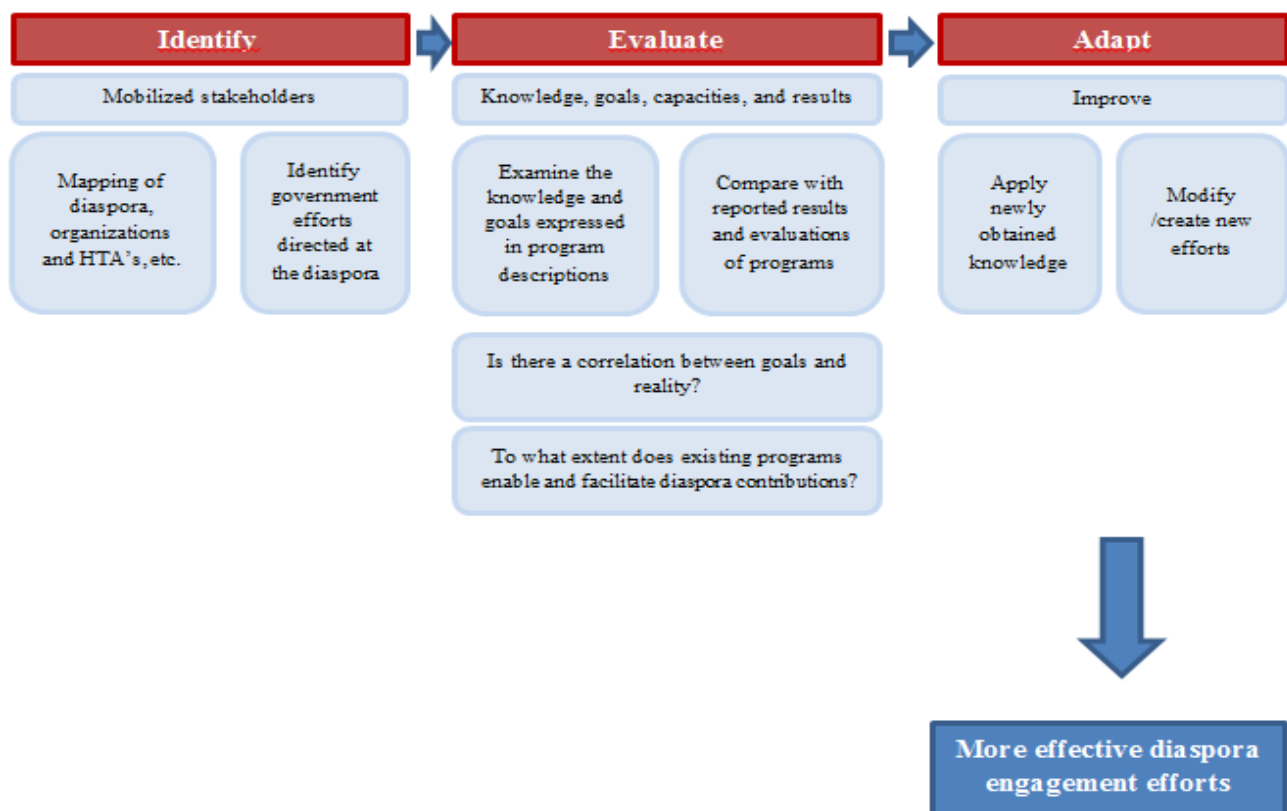 Identify
Evaluate
Adapt
Mobilized stakeholders
Knowledge, goals, capacities, and results
Improve
Mapping of
diaspora,
organizations
and HTA's, etc.
Identify
government
efforts
directed at
the diaspora
Examine the
knowledge and
goals expressed
in program
descriptions
Compare with
reported results
and evaluations
of programs
Apply
newly
obtained
knowledge
Modify
/create new
efforts
Is there a correlation between goals and
reality?
To what extent does existing programs
enable and facilitate diaspora contributions?
More effective diaspora
engagement efforts